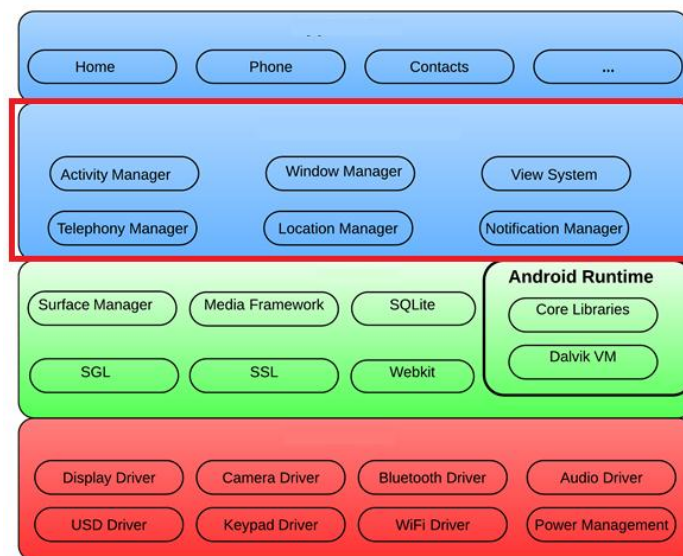 Home Phone Contacts ...
Activity Manager Window Manager View System
Telephony Manager Location Manager Notification Manager
Android Runtime
Surface Manager Media Framework SQLite Core Libraries
SGL SSL Webkit Dalvik VM
Display Driver Camera Driver Bluetooth Driver Audio Driver
USD Driver Keypad Driver WiFi Driver Power Management